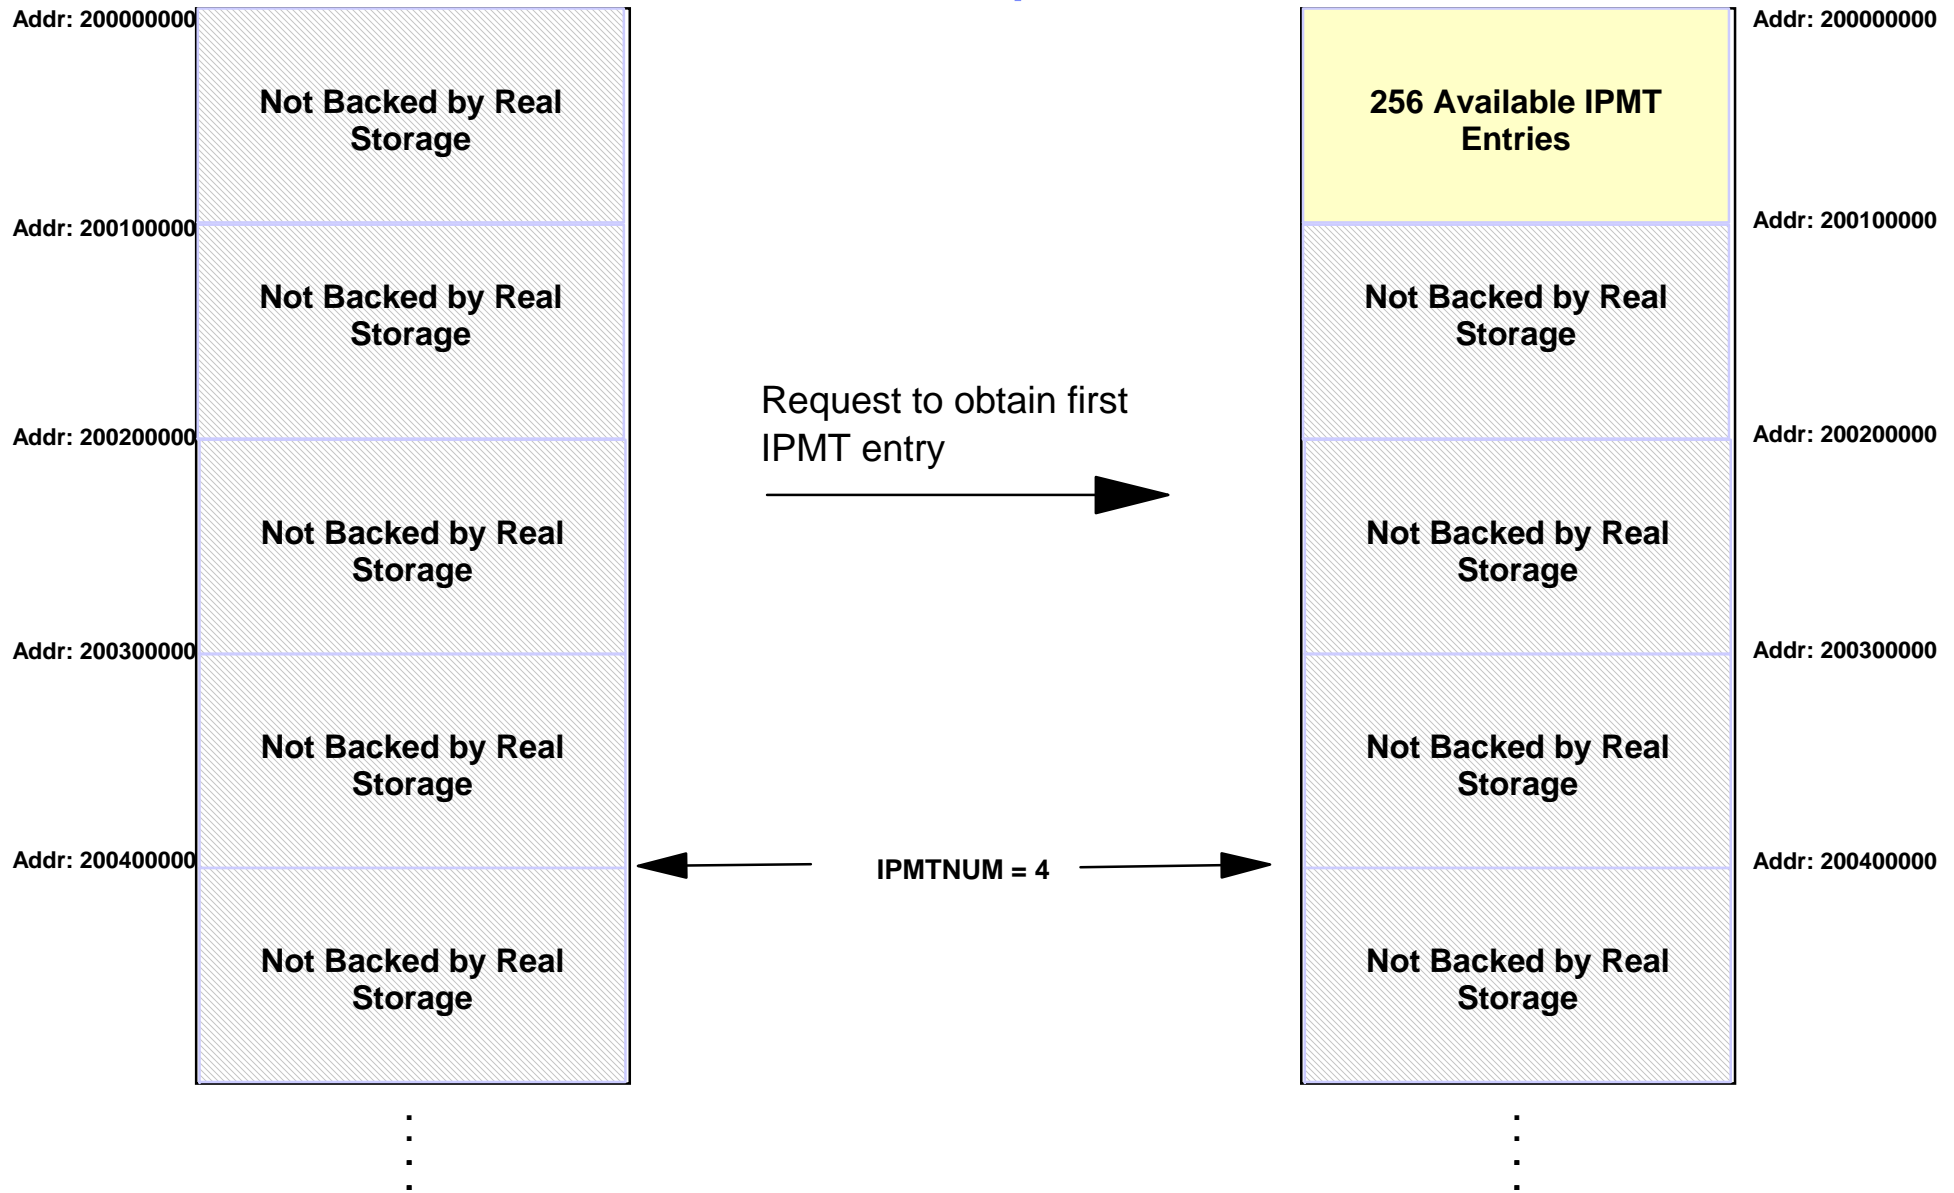 Addr: 200000000
Not Backed by Real
Storage
Addr: 200100000
Not Backed by Real
Storage
Addr: 200200000
Not Backed by Real
Storage
Addr: 200300000
Not Backed by Real
Storage
Addr: 200400000
Not Backed by Real
Storage
Request to obtain first
IPMT entry
IPMTNUM = 4
Addr: 200000000
256 Available IPMT
Entries
Addr: 200100000
Not Backed by Real
Storage
Addr: 200200000
Not Backed by Real
Storage
Addr: 200300000
Not Backed by Real
Storage
Addr: 200400000
Not Backed by Real
Storage